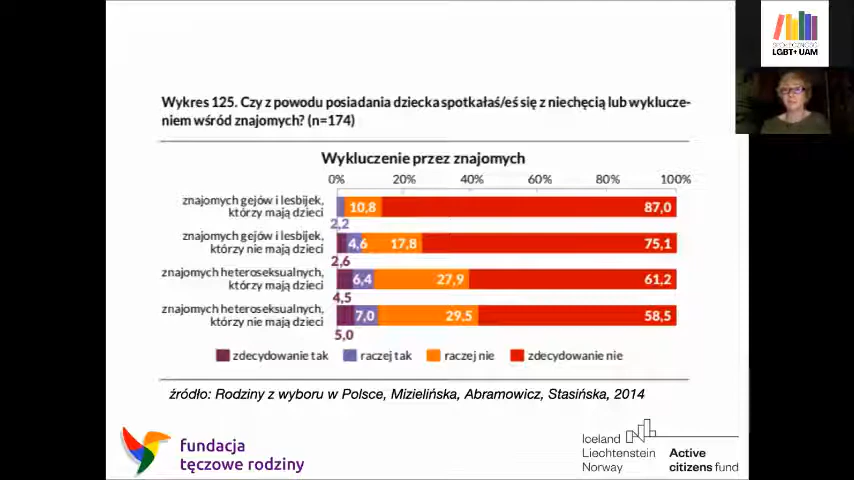 SPOŁECZNOŚĆ
LGBT+ UAM
Wykres 125. Czy z powodu posiadania dziecka spotkałaś/eś się z niechęcią lub wyklucze-
niem wśród znajomych? (n=174)
Wykluczenie przez znajomych
0% 20% 40% 60% 80% 100%
znajomych gejów i lesbijek,
którzy mają dzieci
10,8 87,0
2,2
znajomych gejów i lesbijek,
którzy nie mają dzieci
4,6 17,8 75,1
2,6
znajomych heteroseksualnych,
którzy mają dzieci
6,4 27,9 61,2
4,5
znajomych heteroseksualnych,
którzy nie mają dzieci
7,0 29,5 58,5
5,0
zdecydowanie tak raczej tak raczej nie zdecydowanie nie
źródło: Rodziny z wyboru w Polsce, Mizielińska, Abramowicz, Stasińska, 2014
fundacja
tęczowe rodziny
Iceland
Liechtenstein
Norway
Active
citizens fund